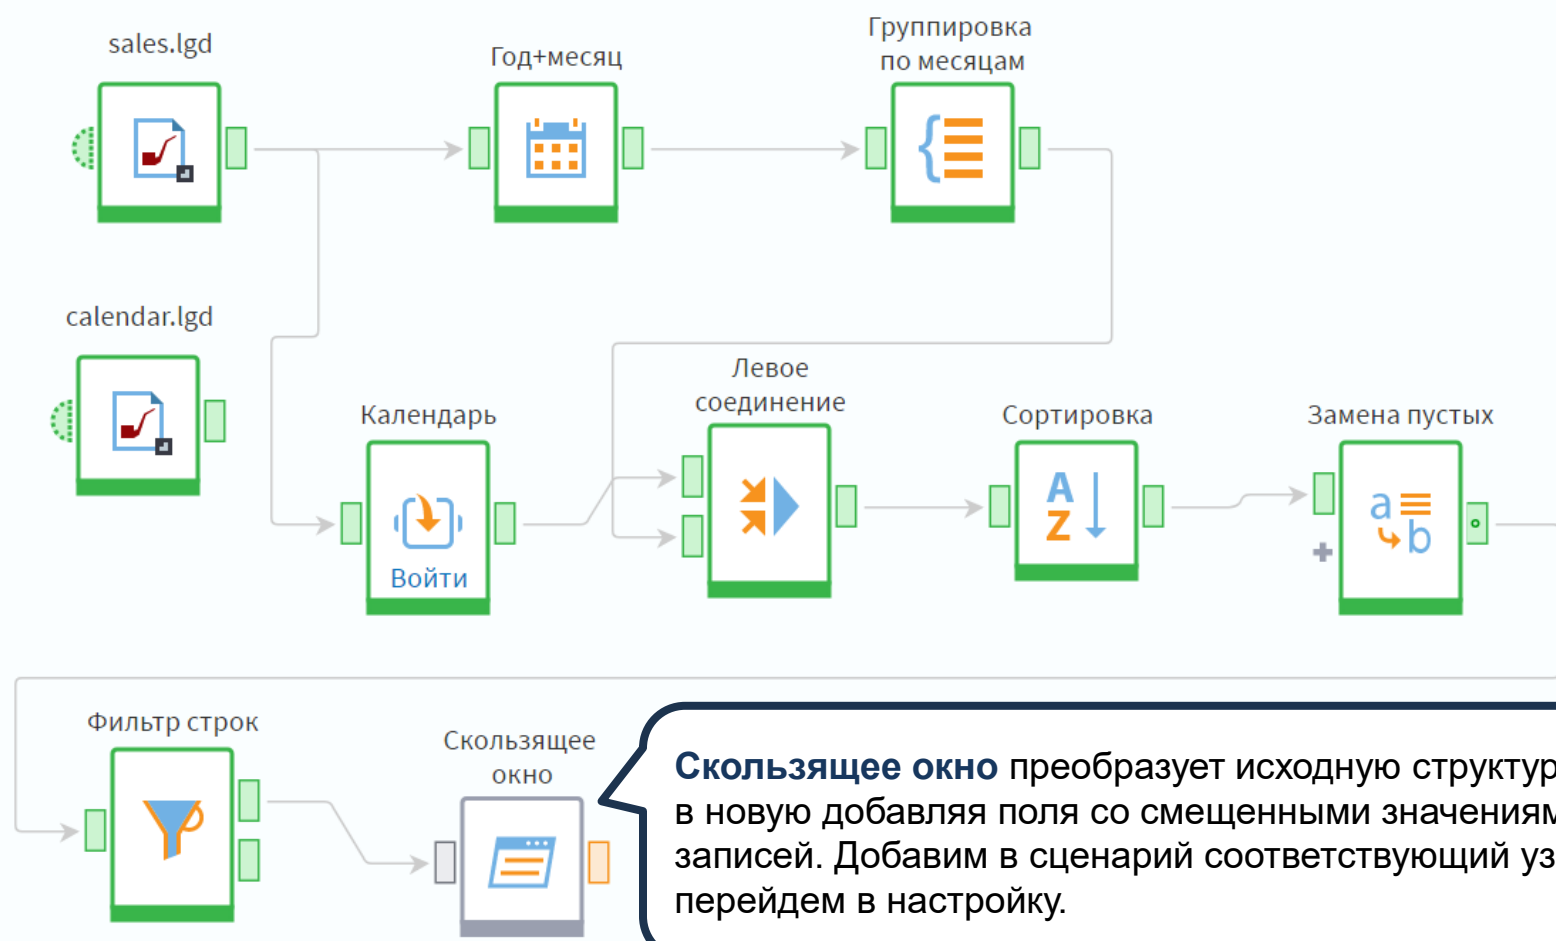 sales.lgd
Год+месяц
Группировка
по месяцам
calendar.lgd
Календарь
Войти
Левое
соединение
Сортировка
A
Z
Замена пустых
a
b
Фильтр строк
Скользящее
окно
Скользящее окно преобразует исходную структур
в новую добавляя поля со смещенными значениям
записей. Добавим в сценарий соответствующий уз
перейдем в настройку.